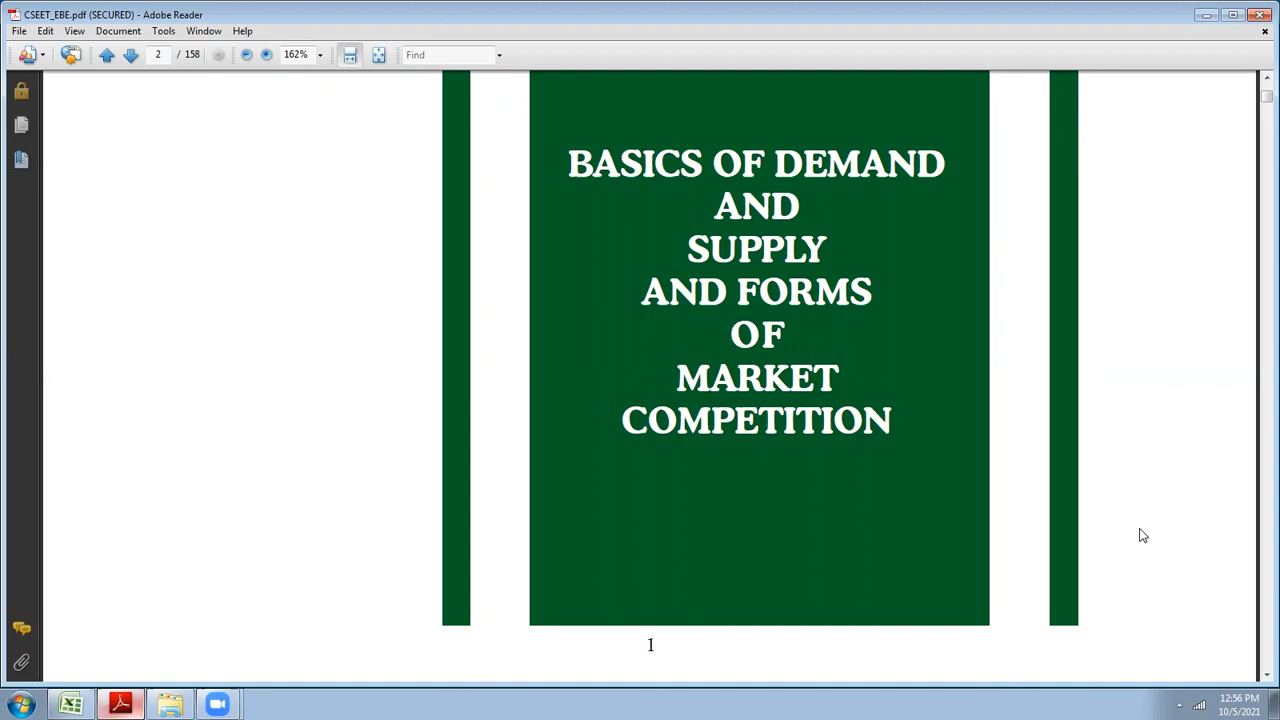 CSEET_EBE.pdf (SECURED) - Adobe Reader
File Edit View Document Tools Window Help
2 / 158 162% Find
BASICS OF DEMAND
AND
SUPPLY
AND FORMS
OF
MARKET
COMPETITION
1
12:56 PM
10/5/2021